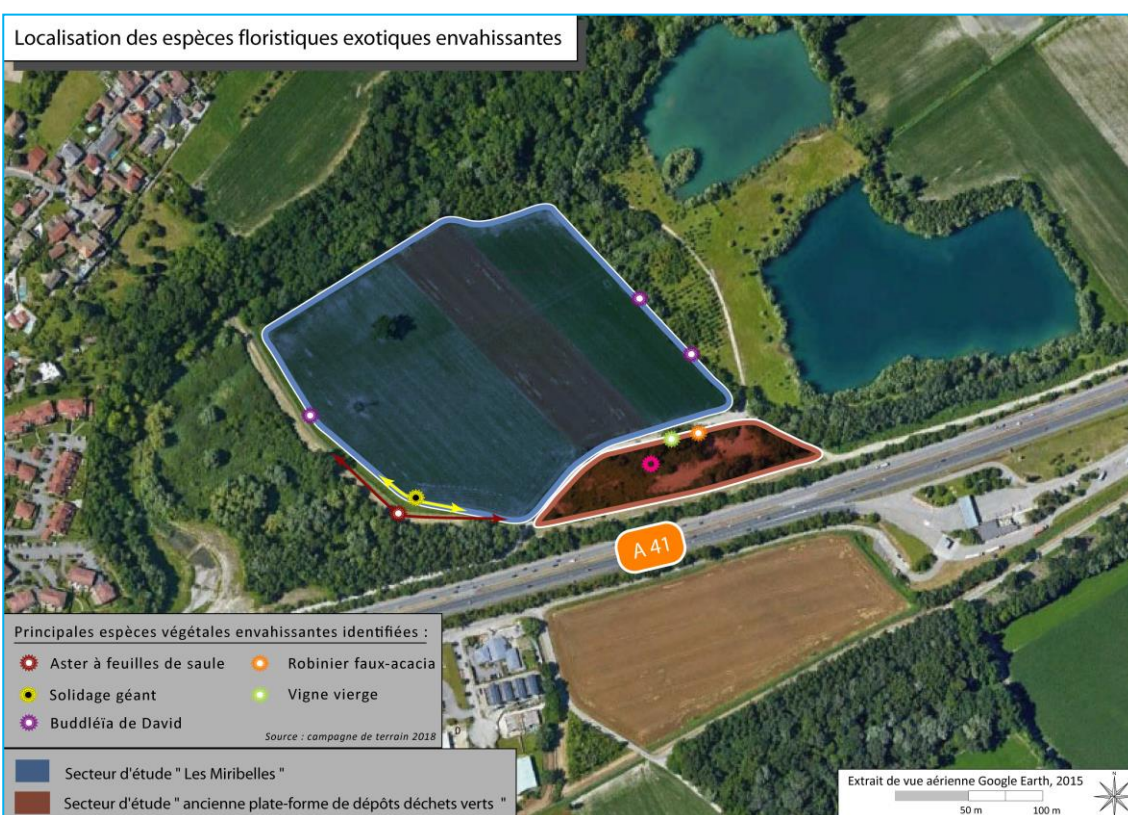 Localisation des espèces floristiques exotiques envahissantes
A 41
Principales espèces végétales envahissantes identifiées :
Aster à feuilles de saule
Robinier faux-acacia
Solidage géant
Vigne vierge
Buddléïa de David
Source : campagne de terrain 2018
Secteur d'étude " Les Miribelles "
Secteur d'étude " ancienne plate-forme de dépôts déchets verts "
Extrait de vue aérienne Google Earth, 2015
50 m 100 m